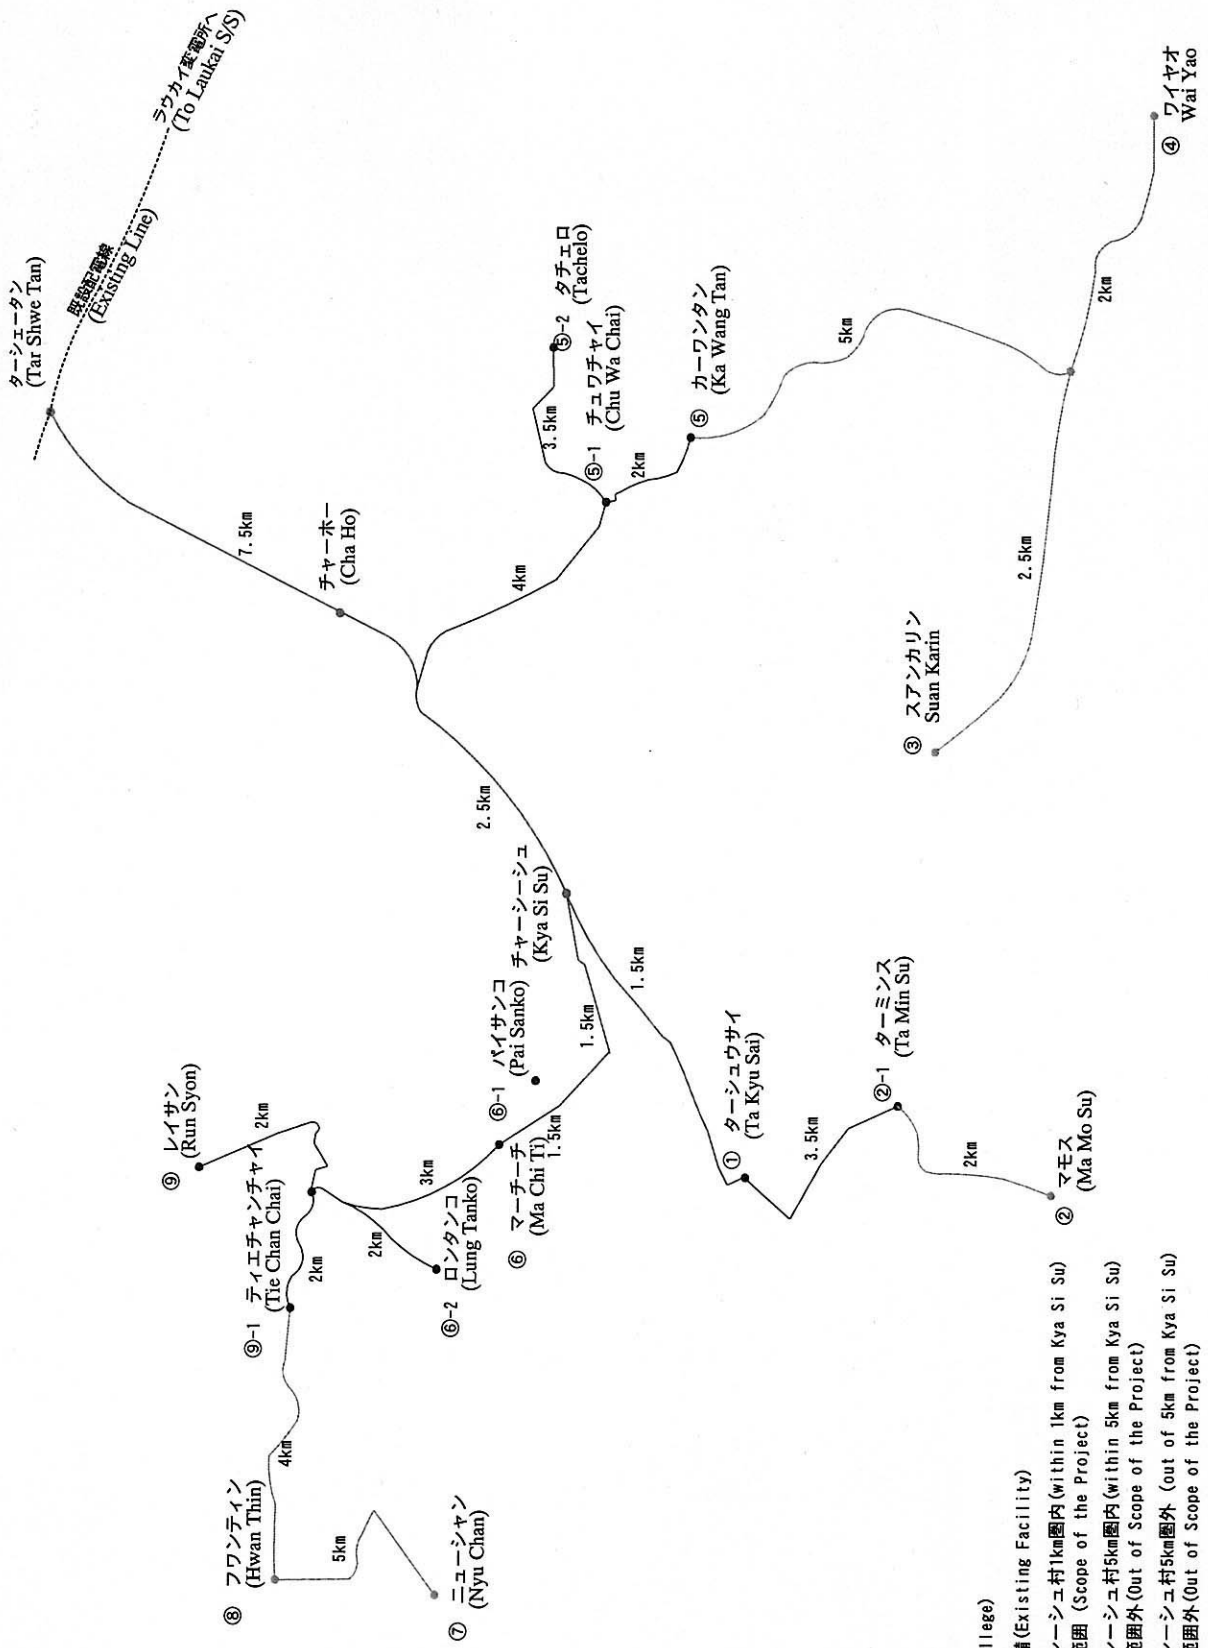 ターシェータン
(Tar Shwe Tan)
既設配電線
(Existing Line)
ラウカイ変電所へ
(To Laukai S/S)
7.5km
チャーホー
(Cha Ho)
4km
⑤-2 タチェロ
(Tachelo)
3.5km
⑤-1 チュワチャイ
(Chu Wa Chai)
2km
⑤ カーワンタン
(Ka Wang Tan)
5km
2km
④ ワイヤオ
Wai Yao
2.5km
③ スアンカリン
Suan Karin
2.5km
チャーシーシュ
(Kya Si Su)
1.5km
1.5km
⑥-1 パイサンコ
(Pai Sanko)
1.5km
⑥ マーチーチ
(Ma Chi Ti)
3km
⑥-2 ロンタンコ
(Lung Tanko)
2km
⑨ レイサン
(Run Syon)
2km
⑨-1 ティエチャンチャイ
(Tie Chan Chai)
2km
4km
⑧ フワンティン
(Hwan Thin)
5km
⑦ ニューシャン
(Nyu Chan)
① ターシュウサイ
(Ta Kyu Sai)
3.5km
②-1 ターミンス
(Ta Min Su)
2km
② マモス
(Ma Mo Su)
llege)
(Existing Facility)
ーシュ村1km圏内(within 1km from Kya Si Su)
範囲 (Scope of the Project)
ーシュ村5km圏内(within 5km from Kya Si Su)
範囲外(Out of Scope of the Project)
ーシュ村5km圏外 (out of 5km from Kya Si Su)
範囲外(Out of Scope of the Project)